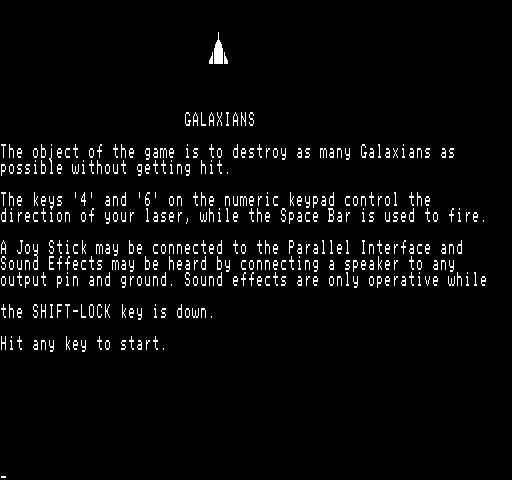 GALAXIANS
The object of the game is to destroy as many Galaxians as
possible without getting hit.
The keys '4' and '6' on the numeric keypad control the
direction of your laser, while the Space Bar is used to fire.
A Joy Stick may be connected to the Parallel Interface and
Sound Effects may be heard by connecting a speaker to any
output pin and ground. Sound effects are only operative while
the SHIFT-LOCK key is down.
Hit any key to start.